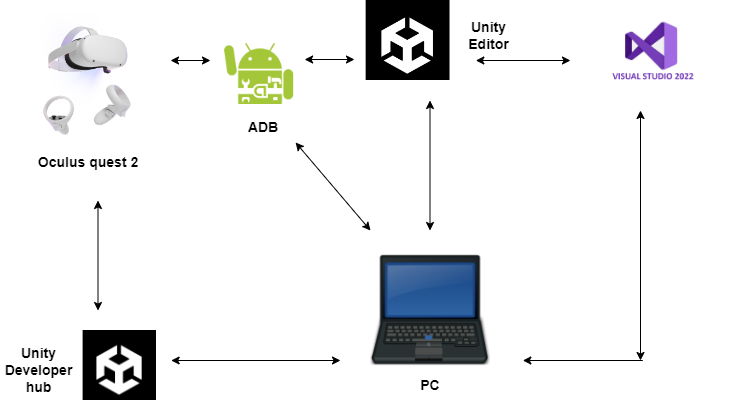 Unity
Editor
VISUAL STUDIO 2022
ADB
Oculus quest 2
Unity
Developer
hub
PC